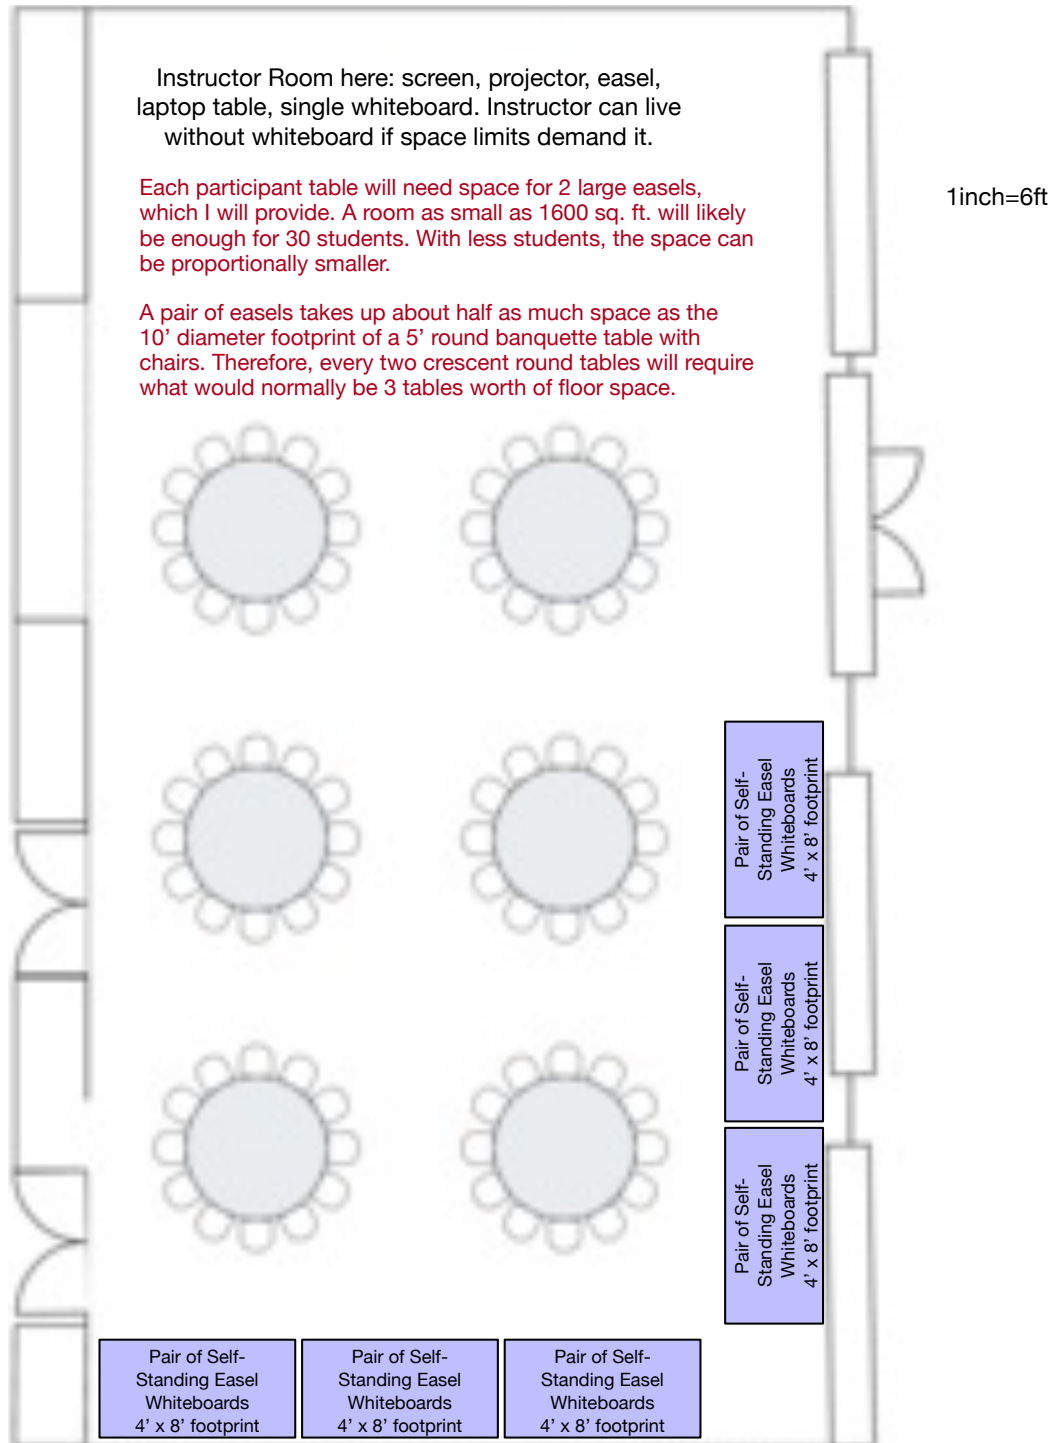 Instructor Room here: screen, projector, easel,
laptop table, single whiteboard. Instructor can live
without whiteboard if space limits demand it.
Each participant table will need space for 2 large easels,
which I will provide. A room as small as 1600 sq. ft. will likely
be enough for 30 students. With less students, the space can
be proportionally smaller.
1inch=6ft
A pair of easels takes up about half as much space as the
10’ diameter footprint of a 5’ round banquette table with
chairs. Therefore, every two crescent round tables will require
what would normally be 3 tables worth of floor space.
Pair of Self-
Standing Easel
Whiteboards
4’ x 8’ footprint
Pair of Self-
Standing Easel
Whiteboards
4’ x 8’ footprint
Pair of Self-
Standing Easel
Whiteboards
4’ x 8’ footprint
Pair of Self-
Standing Easel
Whiteboards
4’ x 8’ footprint
Pair of Self-
Standing Easel
Whiteboards
4’ x 8’ footprint
Pair of Self-
Standing Easel
Whiteboards
4’ x 8’ footprint